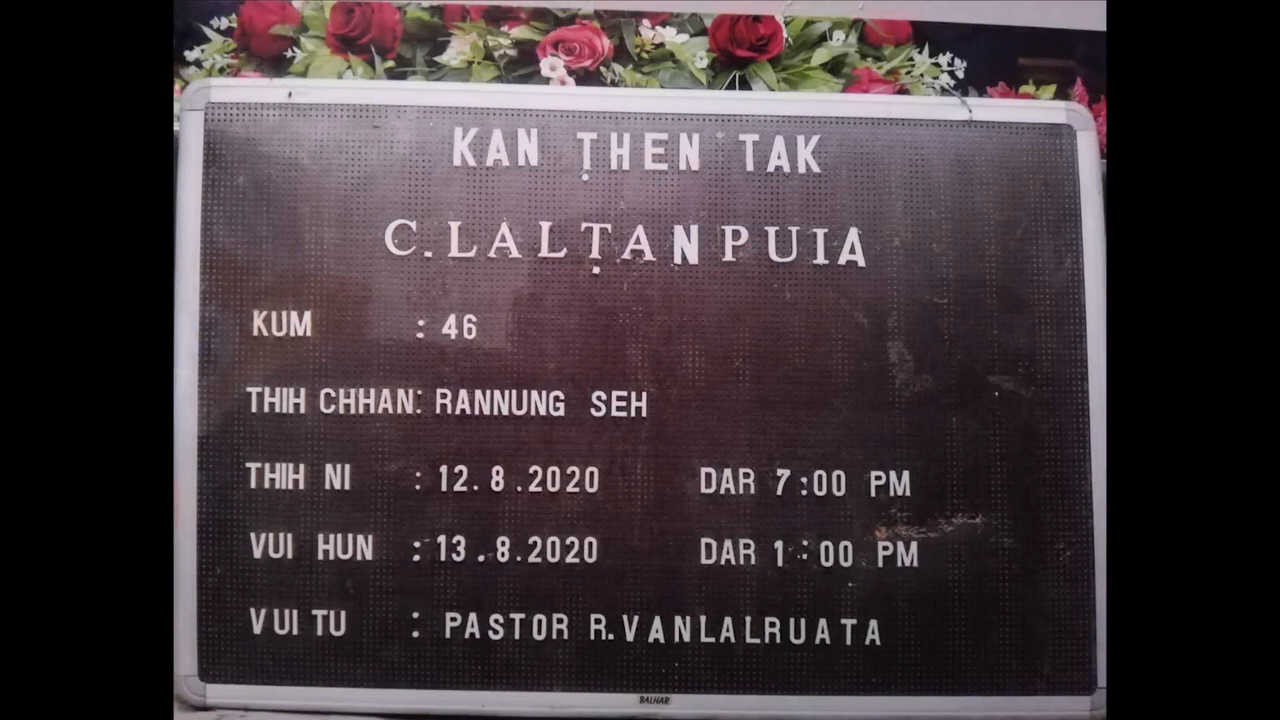 KAN ṬHEN TAK
C.LALṬANPUIA
KUM : 46
THIH CHHAN: RANNUNG SEH
THIH NI : 12.8.2020 DAR 7:00 PM
VUI HUN : 13.8.2020 DAR 1:00 PM
VUI TU : PASTOR R.VANLALRUATA
BALHAR